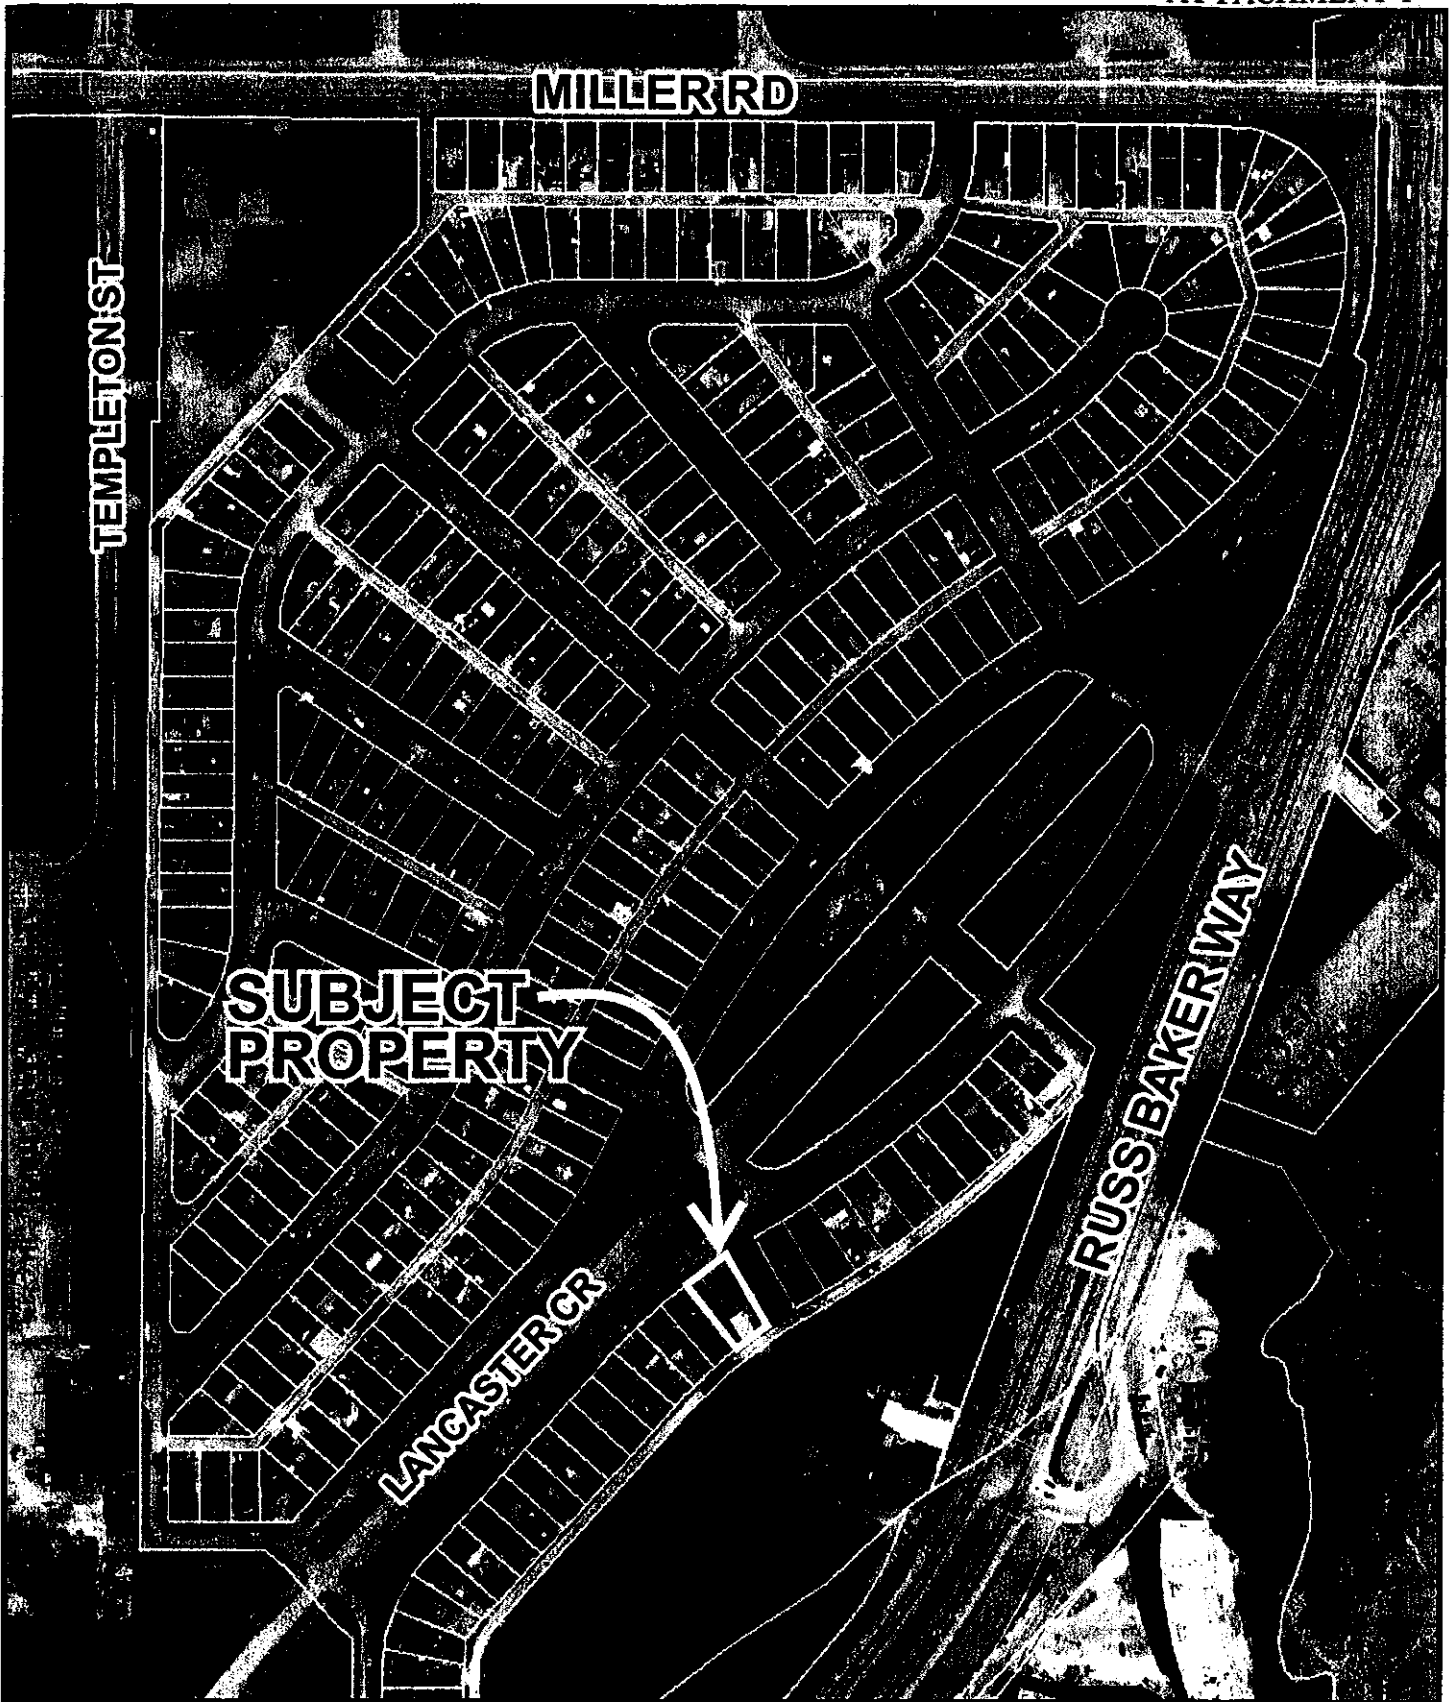 MILLER RD
TEMPLETON ST
SUBJECT
PROPERTY
RUSS BAKER WAY
LANCASTER CR